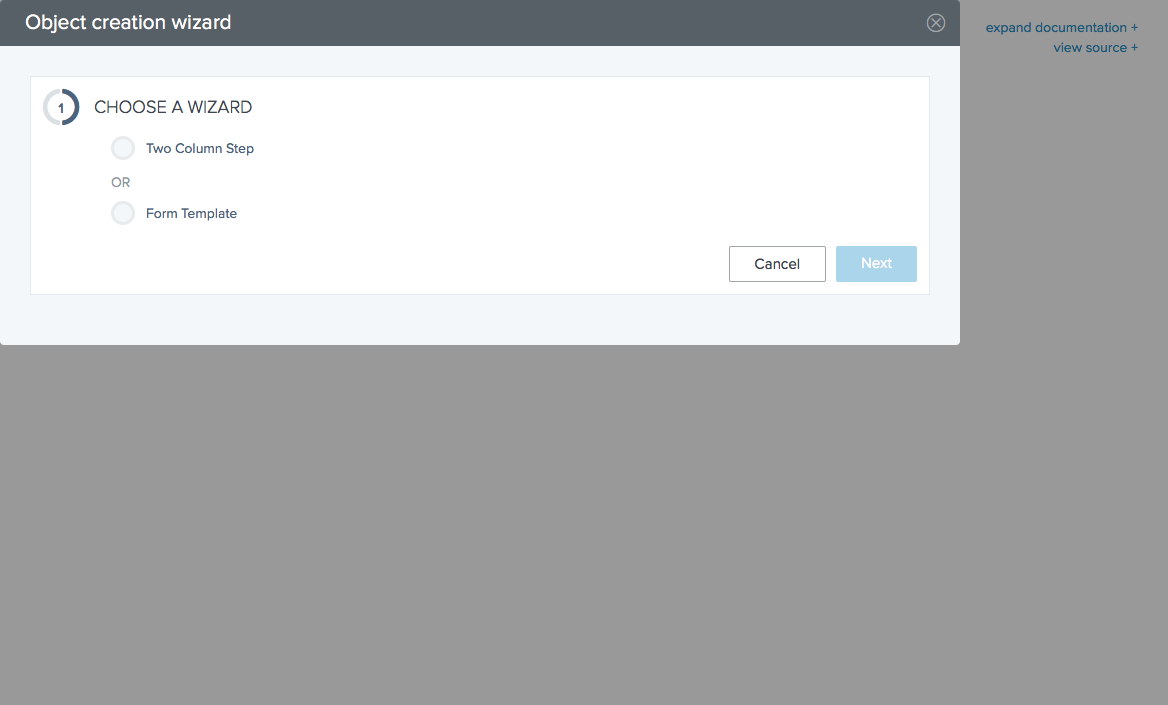 Object creation wizard
expand documentation +
view source +
1 CHOOSE A WIZARD
Two Column Step
OR
Form Template
Cancel Next